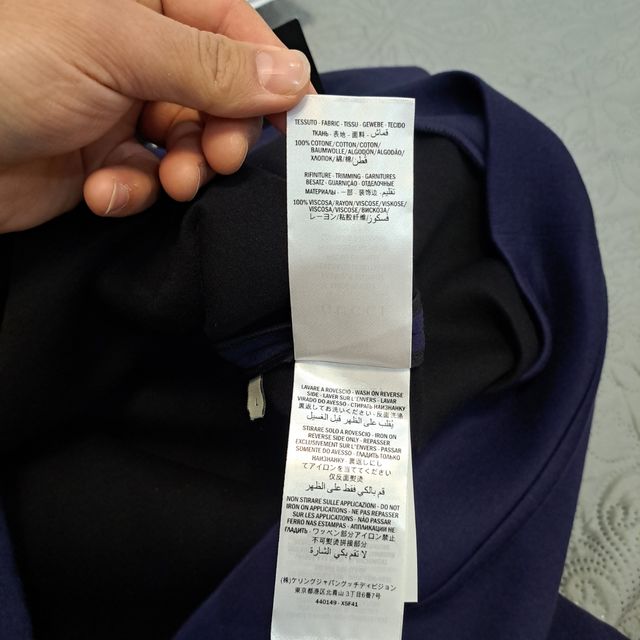 TESSUTO - FABRIC - TISSU - GEWEBE - TECIDO
ТКАНЬ - 表地 - 面料 - قماش
100% COTONE/COTTON/COTON/
BAUMWOLLE/ALGODÓN/ALGODÃO/
ХЛОПОК/綿/棉/قطن
RIFINITURE - TRIMMING - GARNITURES
BESATZ - GUARNIÇÃO - ОТДЕЛОЧНЫЕ
МАТЕРИАЛЫ - 一部 - 装饰边 - تقليم
100% VISCOSA/RAYON/VISCOSE/VISKOSE/
VISCOSA/VISCOSE/ВИСКОЗА/
レーヨン/粘胶纤维/فسكوز
GUCCI
LAVARE A ROVESCIO - WASH ON REVERSE
SIDE - LAVER SUR L'ENVERS - LAVAR
VIRADO DO AVESSO - СТИРАТЬ НАИЗНАНКУ
裏返してお洗いください - 反面洗涤
يُقلب على الظهر قبل الغسيل
STIRARE SOLO A ROVESCIO - IRON ON
REVERSE SIDE ONLY - REPASSER
EXCLUSIVEMENT SUR L'ENVERS - PASSAR
SOMENTE DO AVESSO - ГЛАДИТЬ ТОЛЬКО
НАИЗНАНКУ - 裏返しにし
てアイロンを当ててください
仅反面熨烫
قم بالكي فقط على الظهر
NON STIRARE SULLE APPLICAZIONI - DO NOT
IRON ON APPLICATIONS - NE PAS REPASSER
SUR LES APPLICATIONS - NÃO PASSAR
FERRO NAS ESTAMPAS - АППЛИКАЦИИ НЕ
ГЛАДИТЬ - ワッペン部分アイロン禁止
不可熨烫拼接部分
لا تقم بكي الشارة
(株)ケリングジャパングッチディビジョン
東京都港区北青山3丁目6番7号
440149 - X5F41